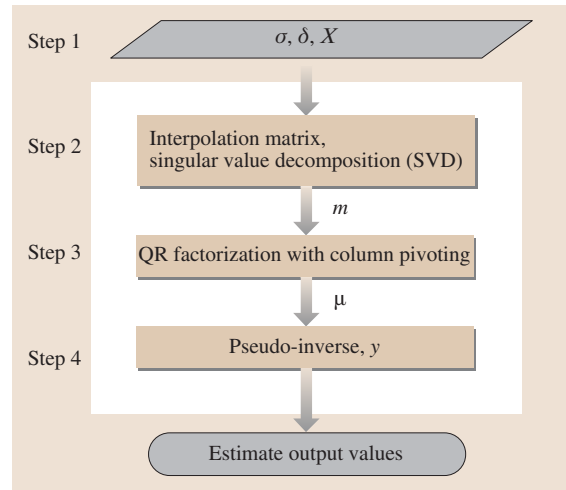 Step 1
σ, δ, X
Step 2
Interpolation matrix,
singular value decomposition (SVD)
m
Step 3
QR factorization with column pivoting
μ
Step 4
Pseudo-inverse, y
Estimate output values